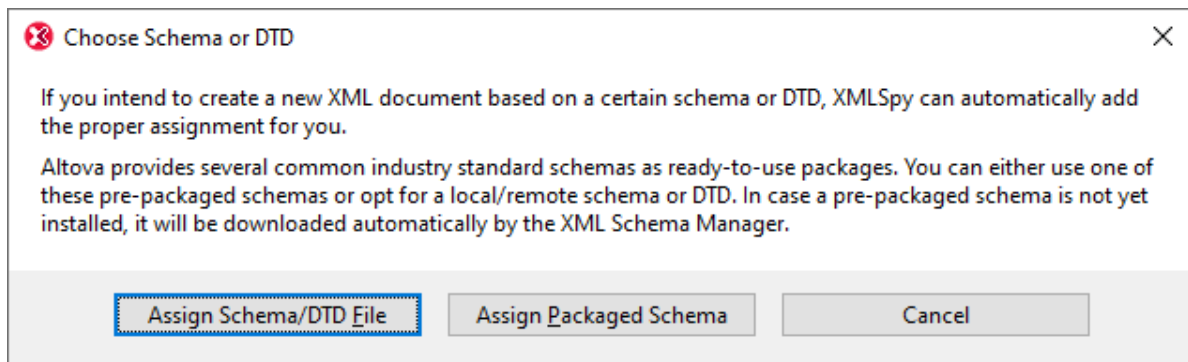 Choose Schema or DTD
If you intend to create a new XML document based on a certain schema or DTD, XMLSpy can automatically add
the proper assignment for you.
Altova provides several common industry standard schemas as ready-to-use packages. You can either use one of
these pre-packaged schemas or opt for a local/remote schema or DTD. In case a pre-packaged schema is not yet
installed, it will be downloaded automatically by the XML Schema Manager.
Assign Schema/DTD File
Assign Packaged Schema
Cancel